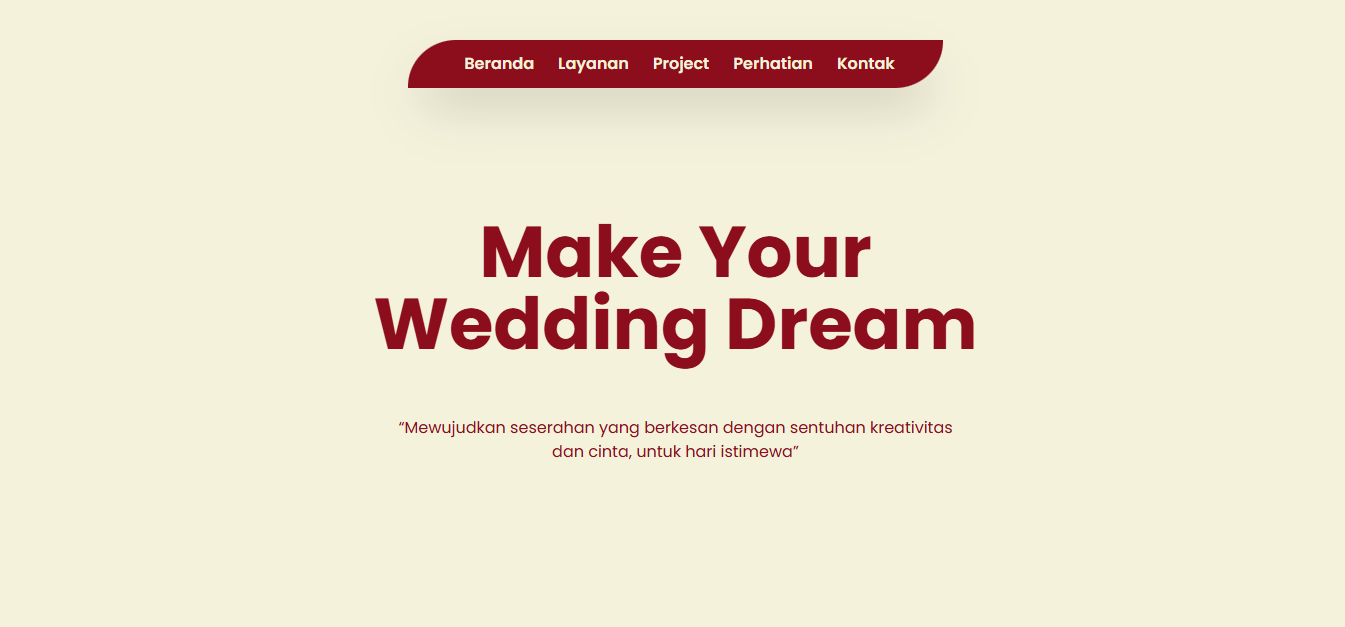 Beranda Layanan Project Perhatian Kontak
Make Your
Wedding Dream
“Mewujudkan seserahan yang berkesan dengan sentuhan kreativitas
dan cinta, untuk hari istimewa”